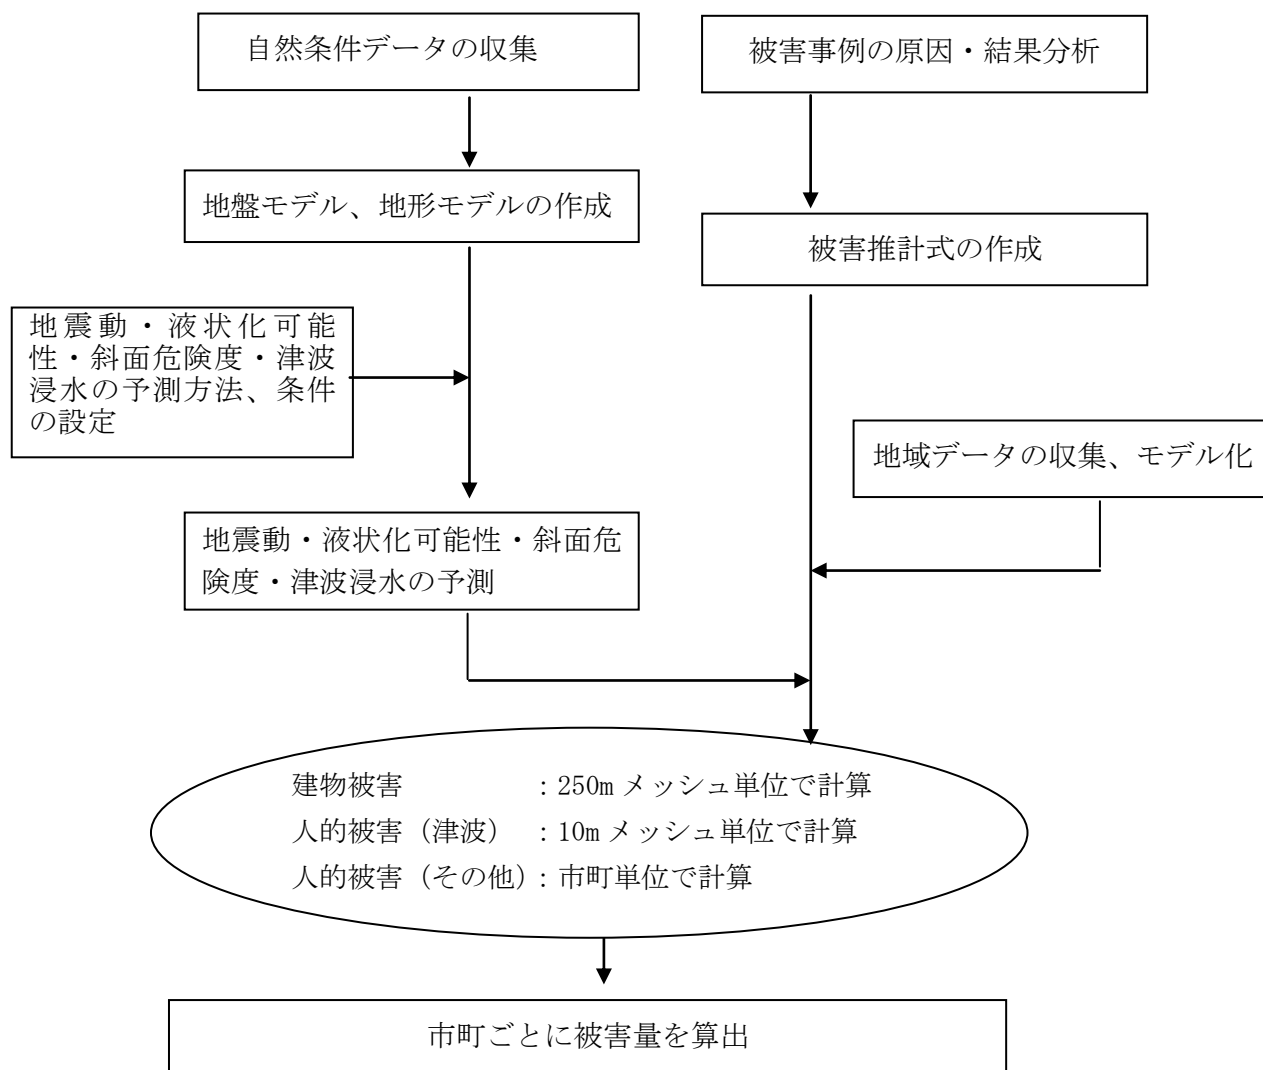 自然条件データの収集
被害事例の原因・結果分析
地盤モデル、地形モデルの作成
被害推計式の作成
地震動・液状化可能
性・斜面危険度・津波
浸水の予測方法、条件
の設定
地域データの収集、モデル化
地震動・液状化可能性・斜面危
険度・津波浸水の予測
建物被害　　　　　：250m メッシュ単位で計算
人的被害（津波）　：10m メッシュ単位で計算
人的被害（その他）：市町単位で計算
市町ごとに被害量を算出